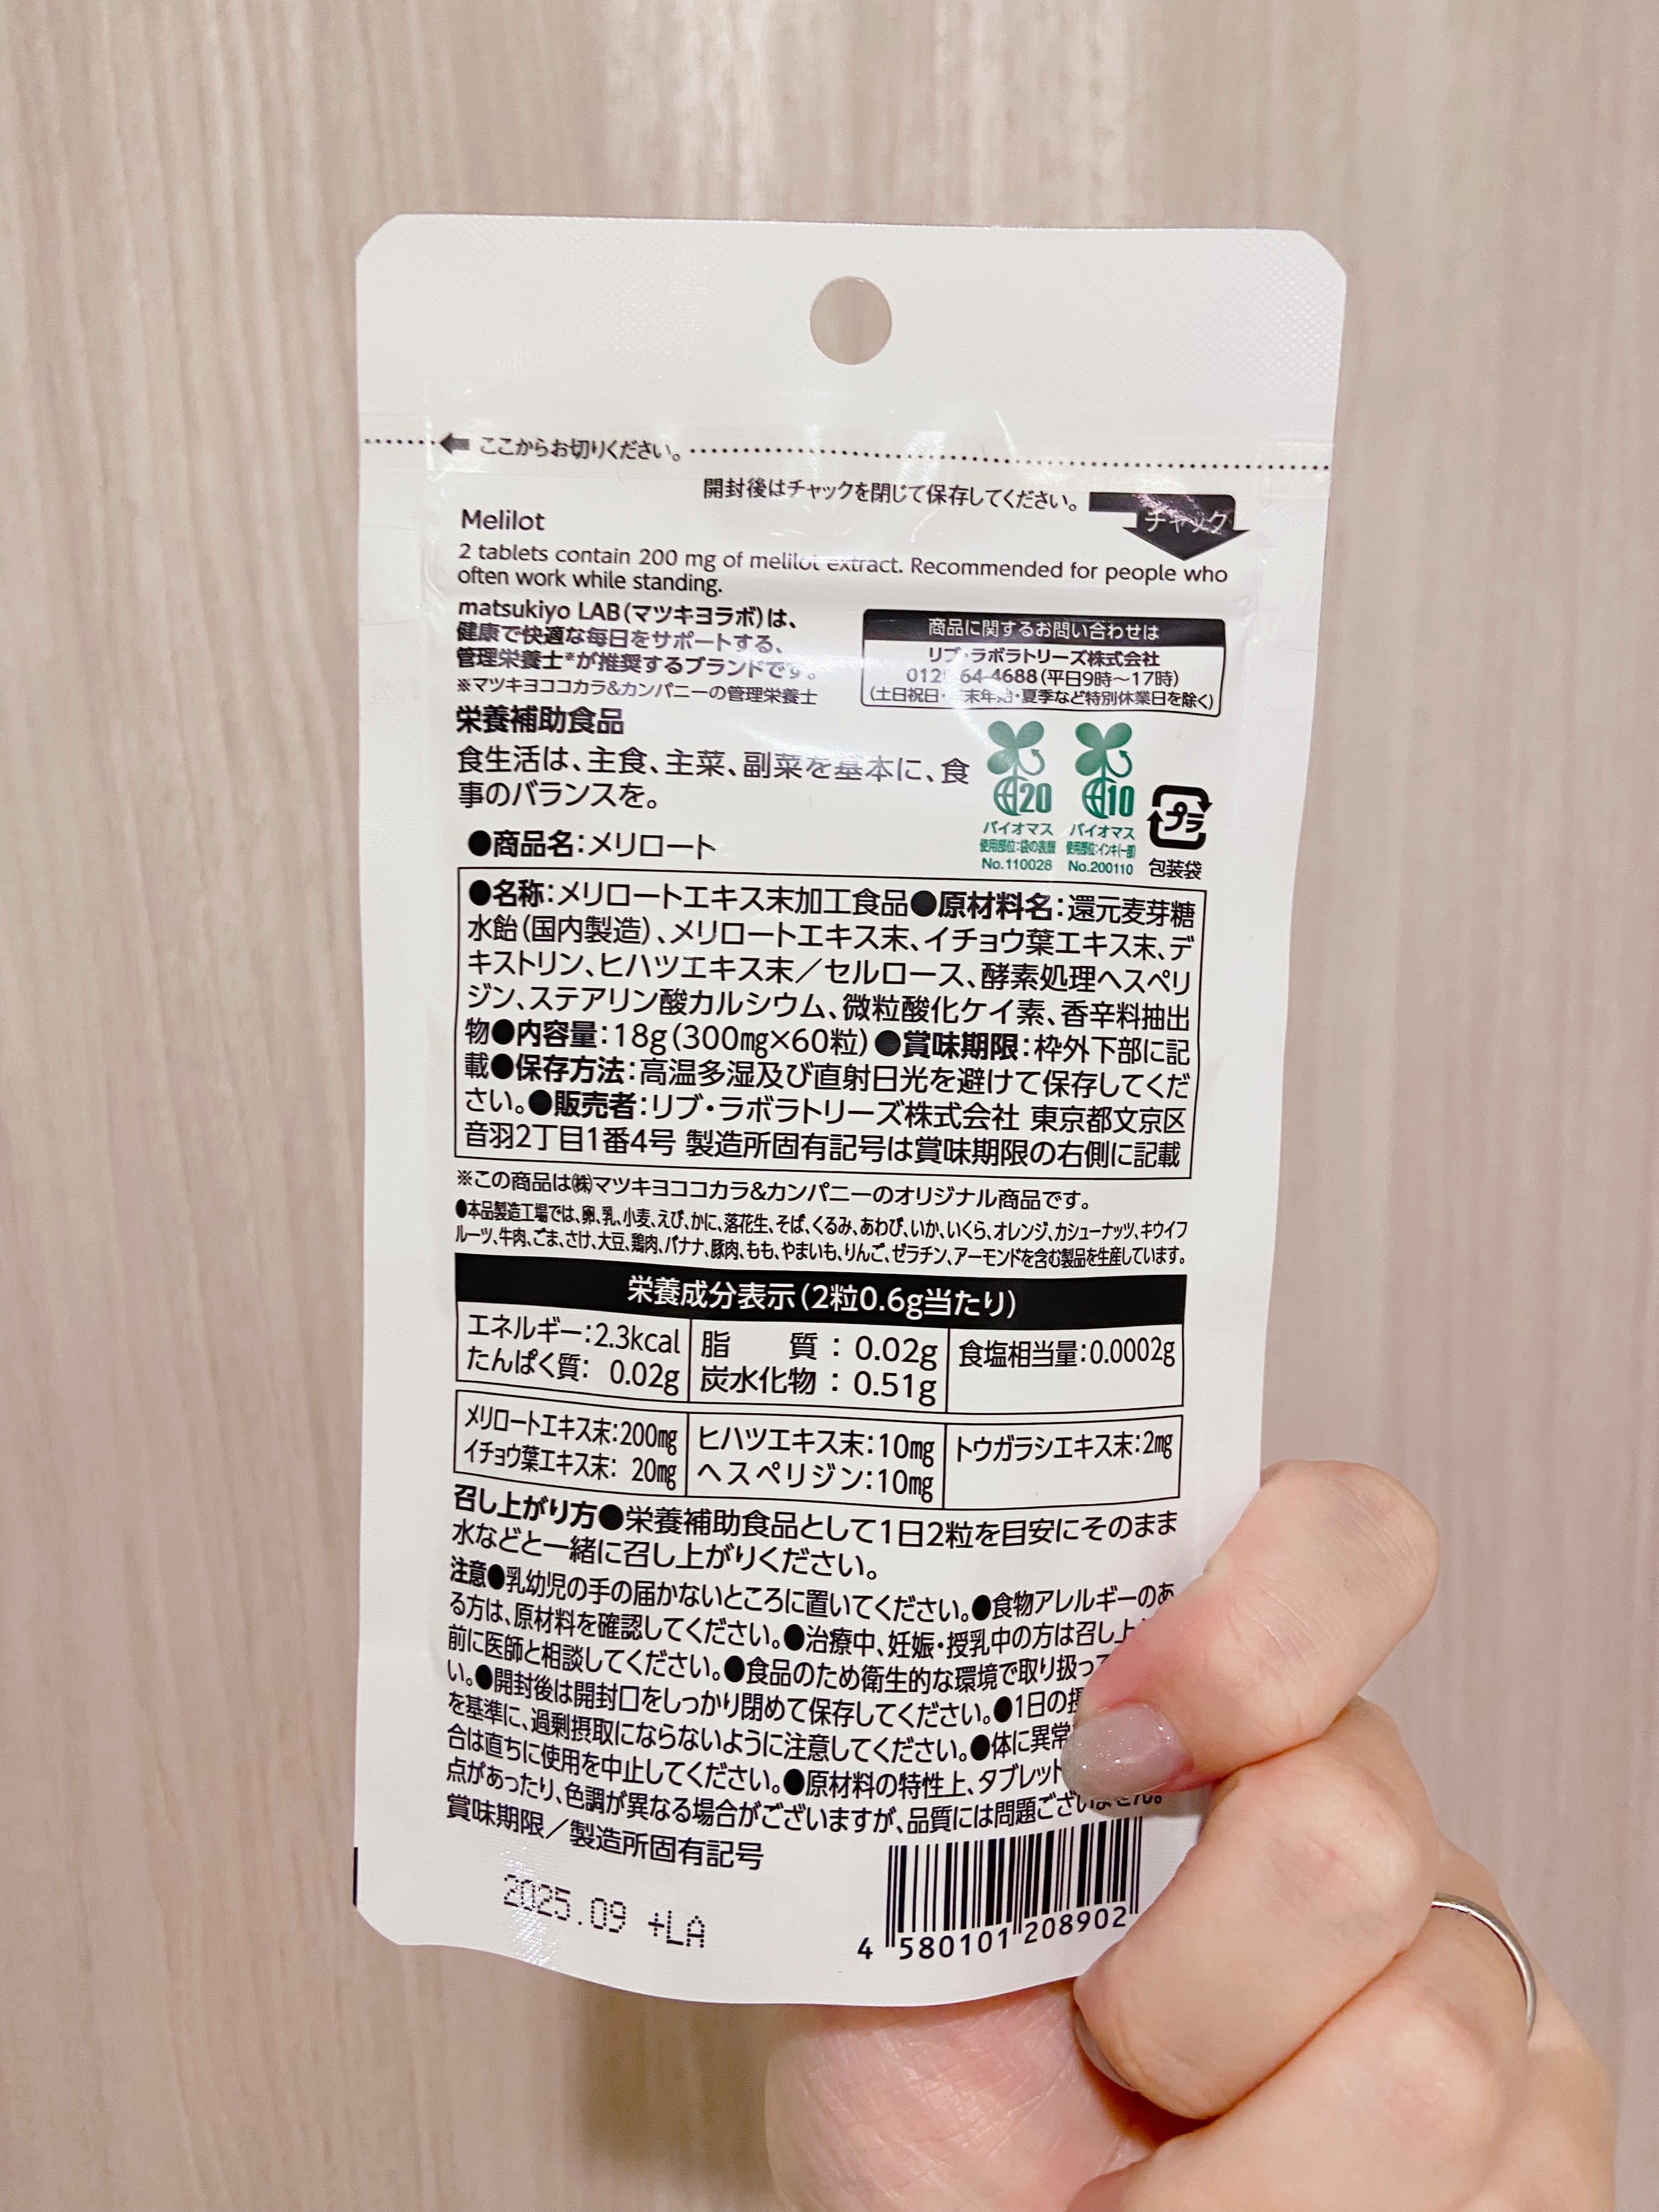 ここからお切りください。
開封後はチャックを閉じて保存してください。
チャック
Melilot
2 tablets contain 200 mg of melilot extract. Recommended for people who
often work while standing.
matsukiyo LAB(マツキヨラボ)は、
健康で快適な毎日をサポートする、
管理栄養士※が推奨するブランドです。
※マツキヨココカラ&カンパニーの管理栄養士
商品に関するお問い合わせは
リブ・ラボラトリーズ株式会社
64-4688(平日9時〜17時)
(土日祝日・末年始・夏季など特別休業日を除く)
栄養補助食品
食生活は、主食、主菜、副菜を基本に、食
事のバランスを。
20
バイオマス
使用部位:袋の表層
No.110028
10
バイオマス
使用部位:インキ(一部)
No.200110
プラ
包装袋
●商品名:メリロート
●名称:メリロートエキス末加工食品●原材料名:還元麦芽糖
水飴(国内製造)、メリロートエキス末、イチョウ葉エキス末、デ
キストリン、ヒハツエキス末／セルロース、酵素処理ヘスペリ
ジン、ステアリン酸カルシウム、微粒酸化ケイ素、香辛料抽出
物●内容量:18g(300㎎×60粒)●賞味期限:枠外下部に記
載●保存方法:高温多湿及び直射日光を避けて保存してくだ
さい。●販売者:リブ・ラボラトリーズ株式会社 東京都文京区
音羽2丁目1番4号 製造所固有記号は賞味期限の右側に記載
※この商品は㈱マツキヨココカラ&カンパニーのオリジナル商品です。
●本品製造工場では、卵、乳、小麦、えび、かに、落花生、そば、くるみ、あわび、いか、いくら、オレンジ、カシューナッツ、キウイフ
ルーツ、牛肉、ごま、さけ、大豆、鶏肉、バナナ、豚肉、もも、やまいも、りんご、ゼラチン、アーモンドを含む製品を生産しています。
栄養成分表示(2粒0.6g当たり)
エネルギー:2.3kcal
たんぱく質: 0.02g
脂 質 : 0.02g
炭水化物 : 0.51g
食塩相当量:0.0002g
メリロートエキス末:200㎎
イチョウ葉エキス末: 20㎎
ヒハツエキス末:10㎎
ヘスペリジン:10㎎
トウガラシエキス末:2㎎
召し上がり方●栄養補助食品として1日2粒を目安にそのまま
水などと一緒に召し上がりください。
注意●乳幼児の手の届かないところに置いてください。●食物アレルギーのあ
る方は、原材料を確認してください。●治療中、妊娠・授乳中の方は召し上
前に医師と相談してください。●食品のため衛生的な環境で取り扱っ
い。●開封後は開封口をしっかり閉めて保存してください。●1日の摂
を基準に、過剰摂取にならないように注意してください。●体に異常
合は直ちに使用を中止してください。●原材料の特性上、タブレット
点があったり、色調が異なる場合がございますが、品質には問題ございません。
賞味期限／製造所固有記号
2025.09 +LA
4 580101 208902